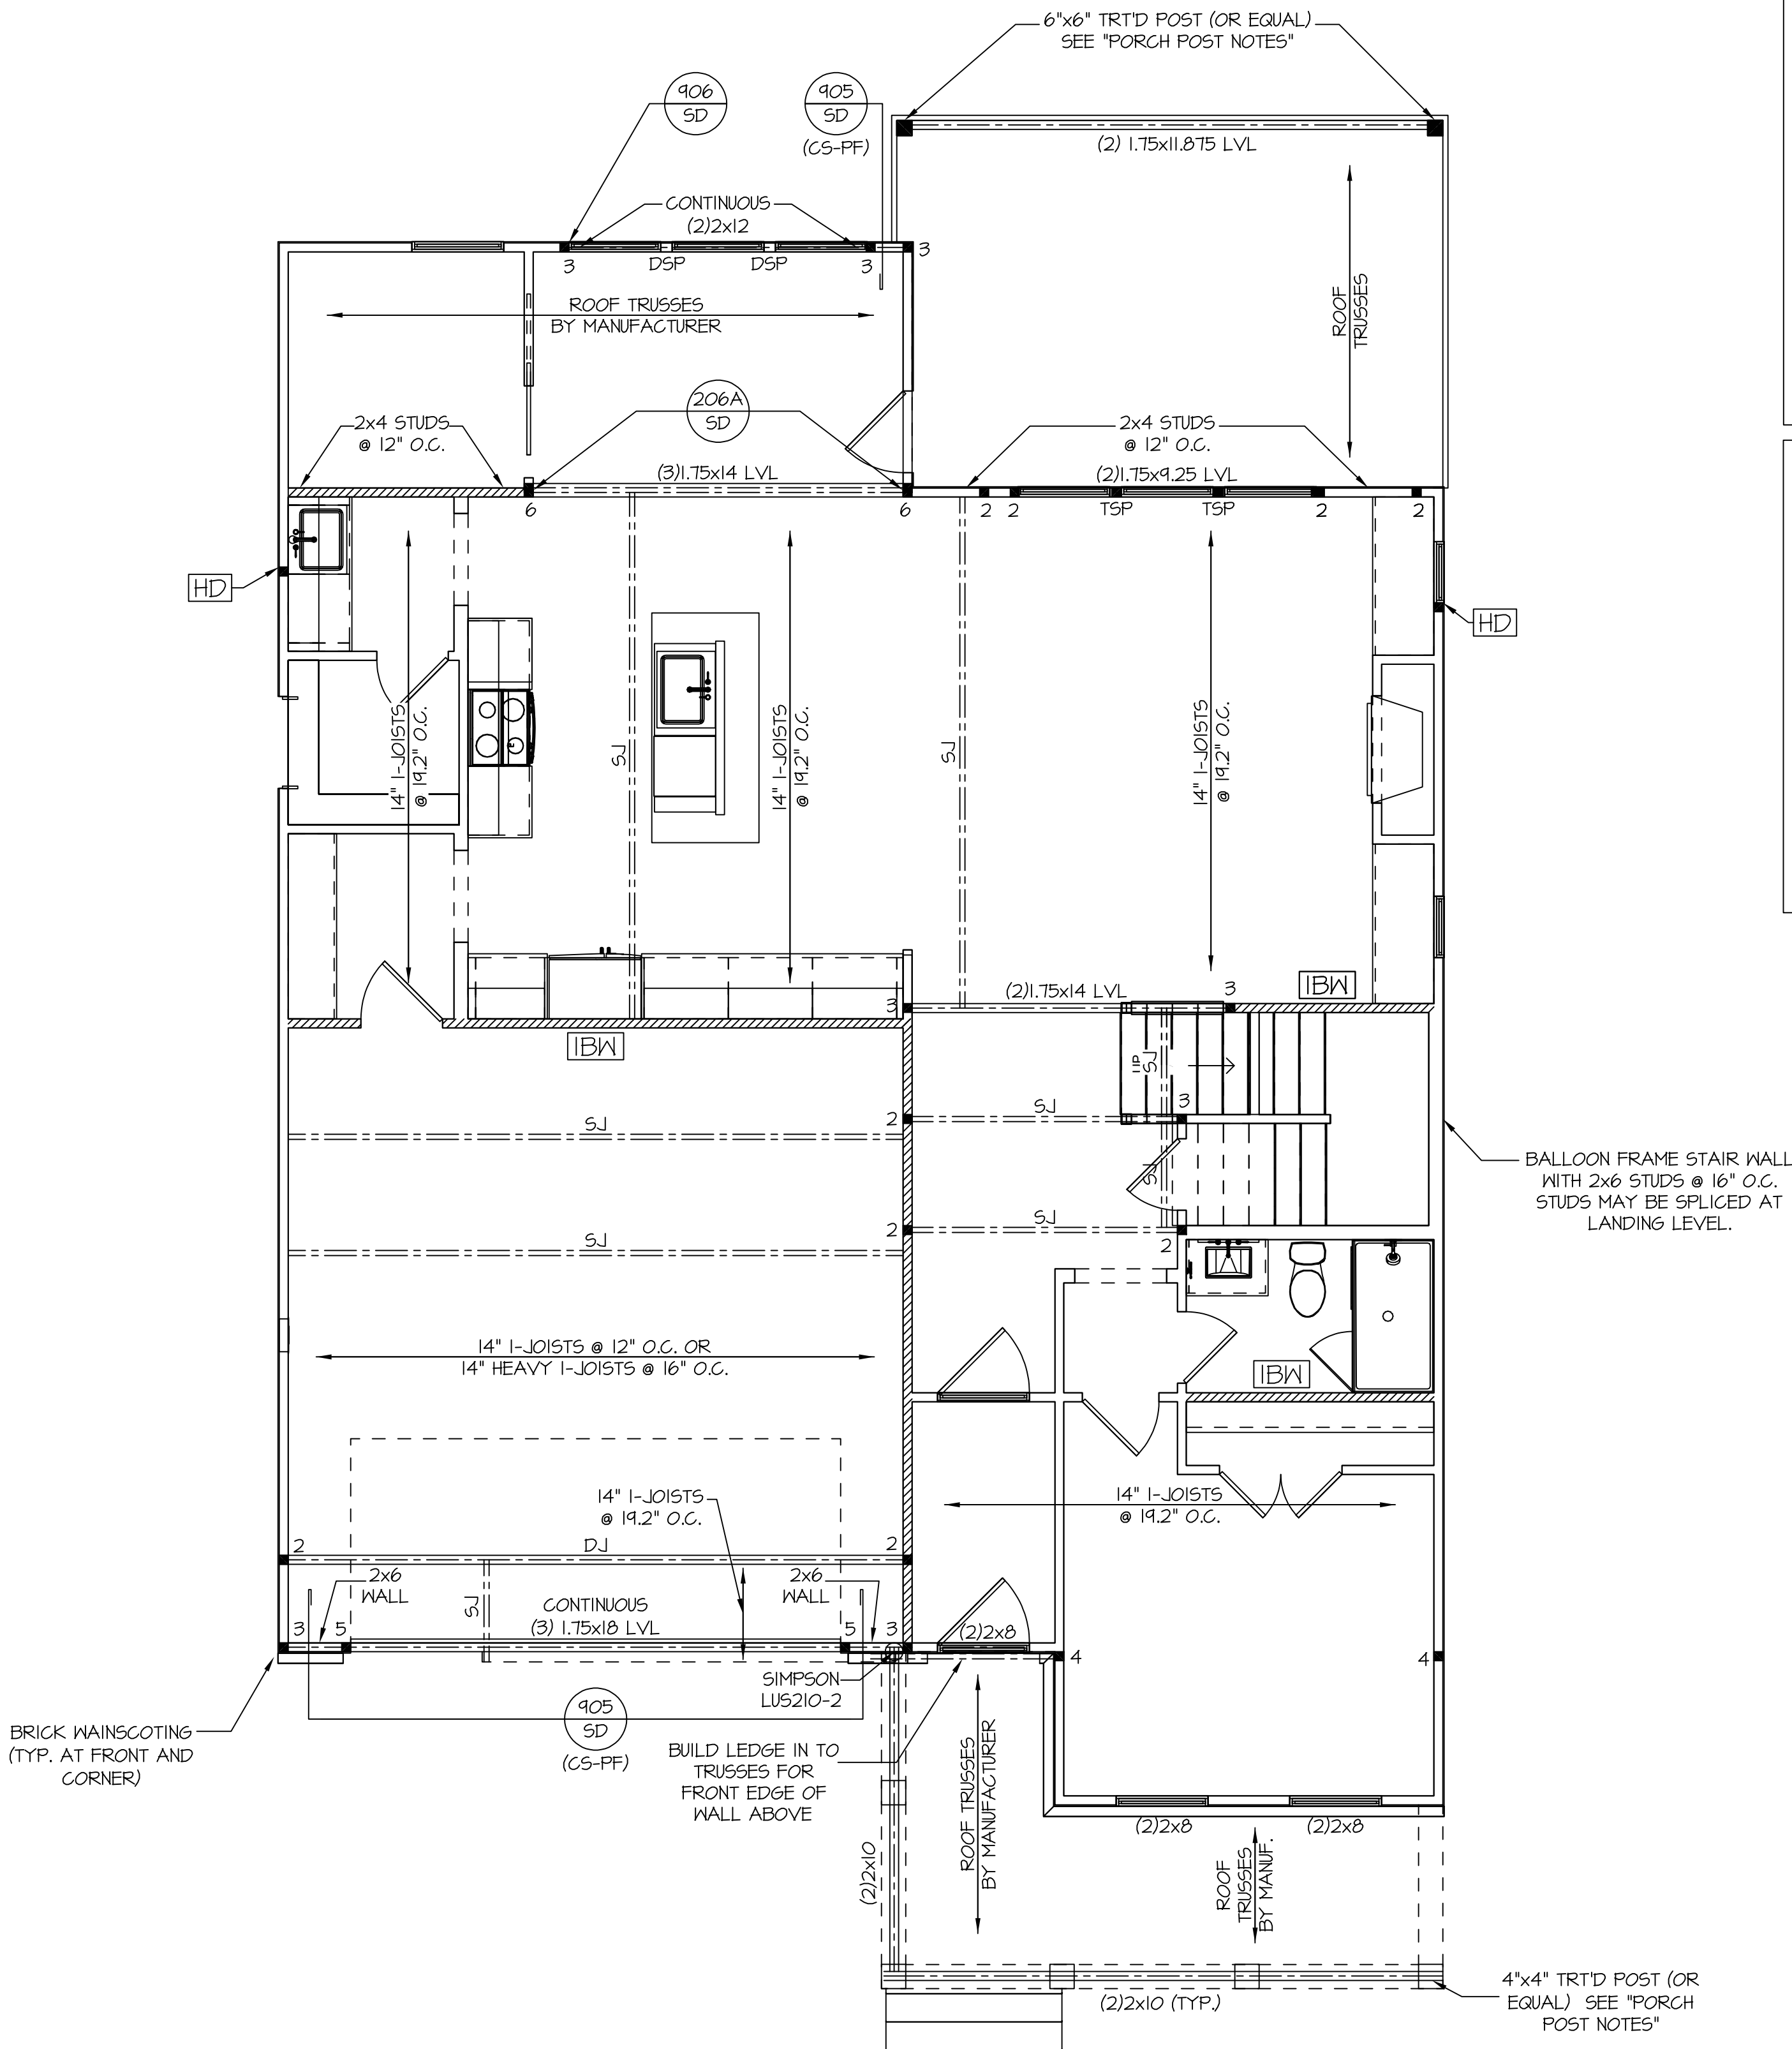 6"x6" TRT'D POST (OR EQUAL)
SEE "PORCH POST NOTES"
906
SD
905
SD
(CS-PF)
(2) 1.75x11.875 LVL
CONTINUOUS
(2)2x12
3
DSP
DSP
3
3
ROOF TRUSSES
BY MANUFACTURER
ROOF
TRUSSES
206A
SD
2x4 STUDS
@ 12" O.C.
2x4 STUDS
@ 12" O.C.
(3)1.75x14 LVL
(2)1.75x9.25 LVL
6
6
2
2
TSP
TSP
2
2
HD
HD
14" I-JOISTS
@ 19.2" O.C.
SJ
14" I-JOISTS
@ 19.2" O.C.
SJ
14" I-JOISTS
@ 19.2" O.C.
IBW
(2)1.75x14 LVL
3
3
IBW
UP
SJ
SJ
2
SJ
3
SJ
BALLOON FRAME STAIR WALL
WITH 2x6 STUDS @ 16" O.C.
STUDS MAY BE SPLICED AT
LANDING LEVEL.
SJ
2
SJ
2
14" I-JOISTS @ 12" O.C. OR
14" HEAVY I-JOISTS @ 16" O.C.
IBW
14" I-JOISTS
@ 19.2" O.C.
14" I-JOISTS
@ 19.2" O.C.
2
DJ
2
2x6
WALL
2x6
WALL
SJ
CONTINUOUS
(3) 1.75x18 LVL
3
5
5
3
(2)2x8
4
4
SIMPSON
LUS210-2
905
SD
(CS-PF)
BRICK WAINSCOTING
(TYP. AT FRONT AND
CORNER)
BUILD LEDGE IN TO
TRUSSES FOR
FRONT EDGE OF
WALL ABOVE
ROOF TRUSSES
BY MANUFACTURER
(2)2x8
(2)2x8
(2)2x10
ROOF
TRUSSES
BY MANUF.
(2)2x10 (TYP.)
4"x4" TRT'D POST (OR
EQUAL) SEE "PORCH
POST NOTES"